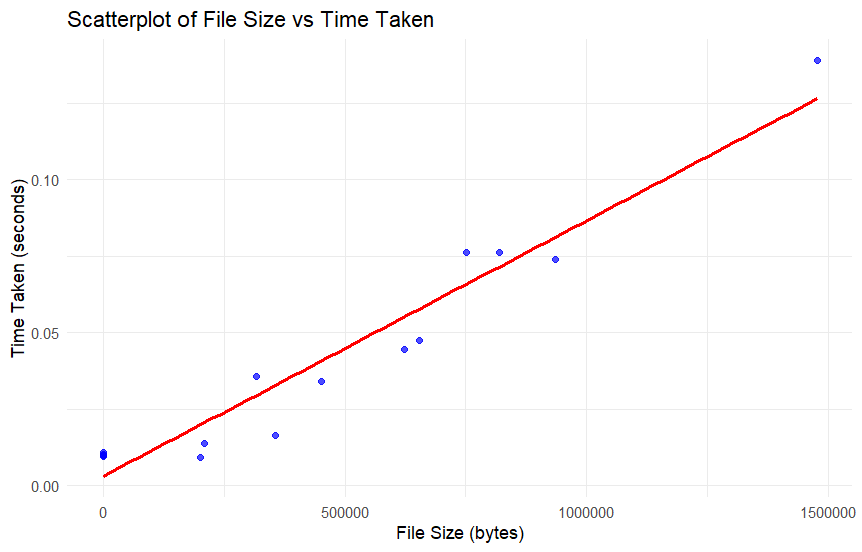 Scatterplot of File Size vs Time Taken
Time Taken (seconds)
0.10
0.05
0.00
0
500000
1000000
1500000
File Size (bytes)